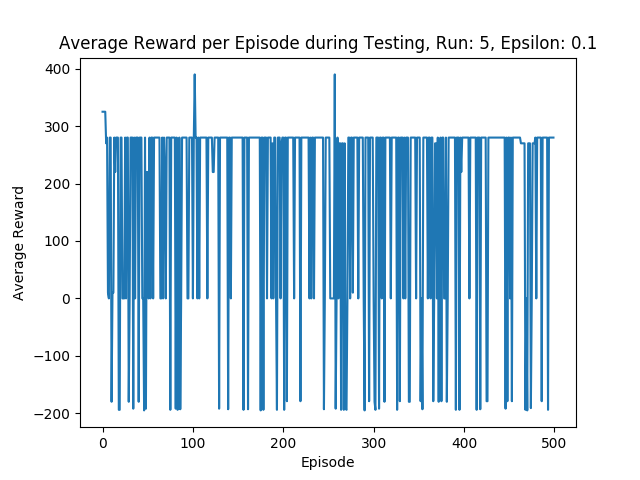 Average Reward per Episode during Testing, Run: 5, Epsilon: 0.1
400
300
200
100
0
−100
−200
Average Reward
0 100 200 300 400 500
Episode